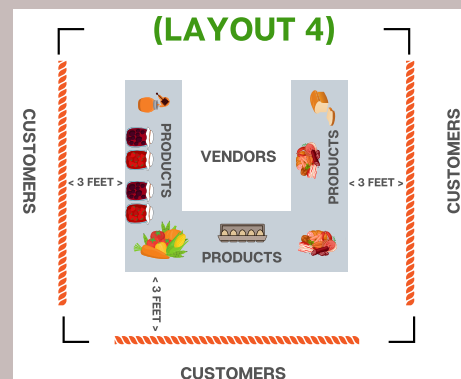 (LAYOUT 4)
CUSTOMERS
< 3 FEET >
PRODUCTS
VENDORS
PRODUCTS
< 3 FEET >
CUSTOMERS
PRODUCTS
< 3 FEET >
CUSTOMERS